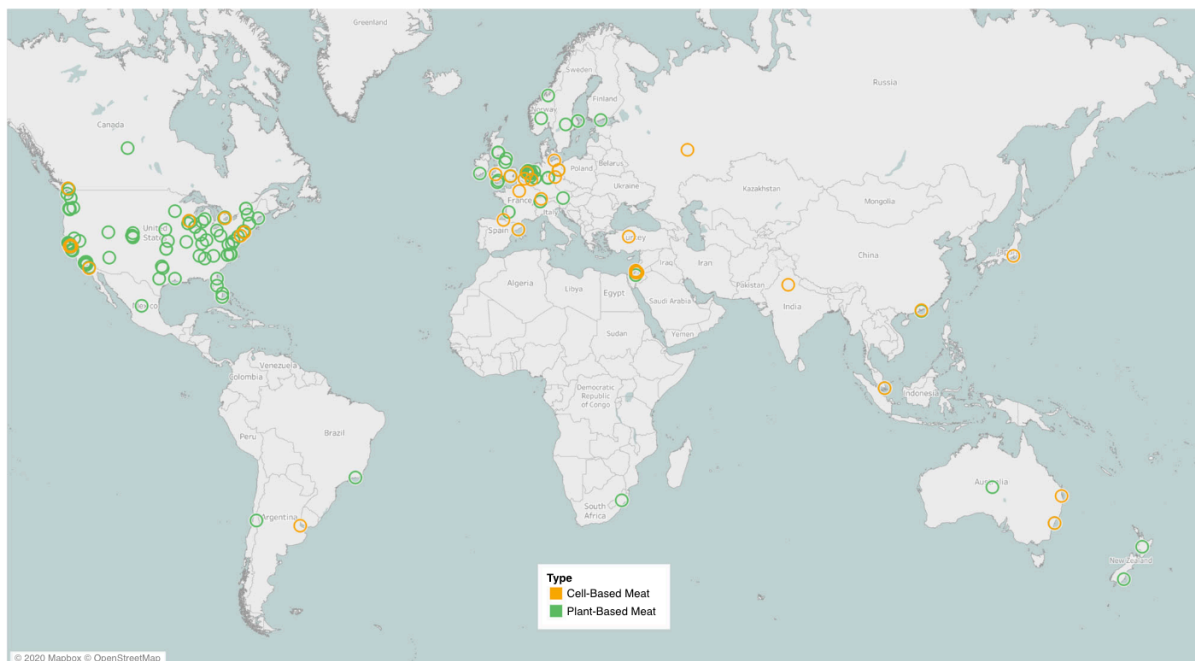 Greenland
Sweden
Finland
Russia
Norway
Canada
Belarus
Poland
Ukraine
Kazakhstan
Mongolia
France
Italy
United
States
Spain
Turkey
China
Iraq
Iran
Algeria
Libya
Egypt
Pakistan
Saudi Arabia
India
Mexico
Sudan
Yemen
Venezuela
Colombia
Democratic
Republic
of Congo
Indonesia
Peru
Brazil
Australia
South
Africa
Argentina
New Zealand
Type
Cell-Based Meat
Plant-Based Meat
© 2020 Mapbox © OpenStreetMap